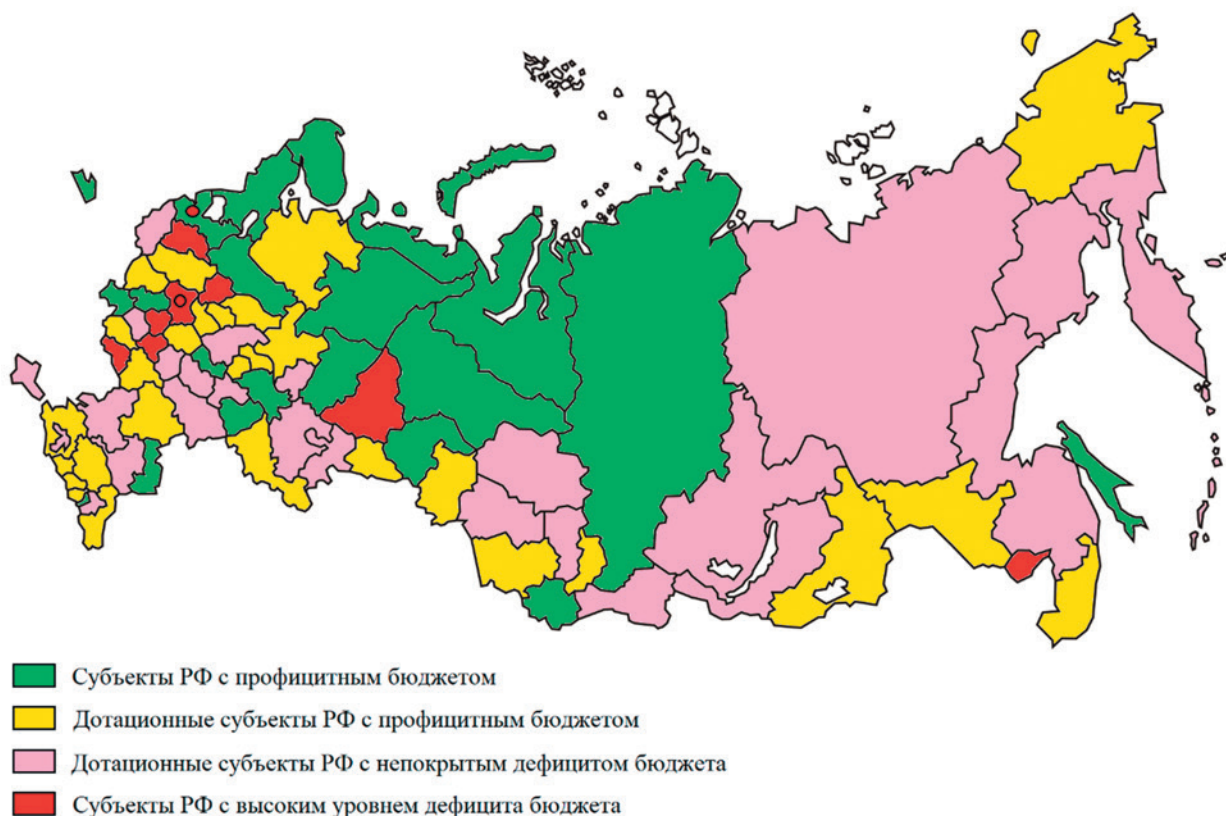 Субъекты РФ с профицитным бюджетом
Дотационные субъекты РФ с профицитным бюджетом
Дотационные субъекты РФ с непокрытым дефицитом бюджета
Субъекты РФ с высоким уровнем дефицита бюджета